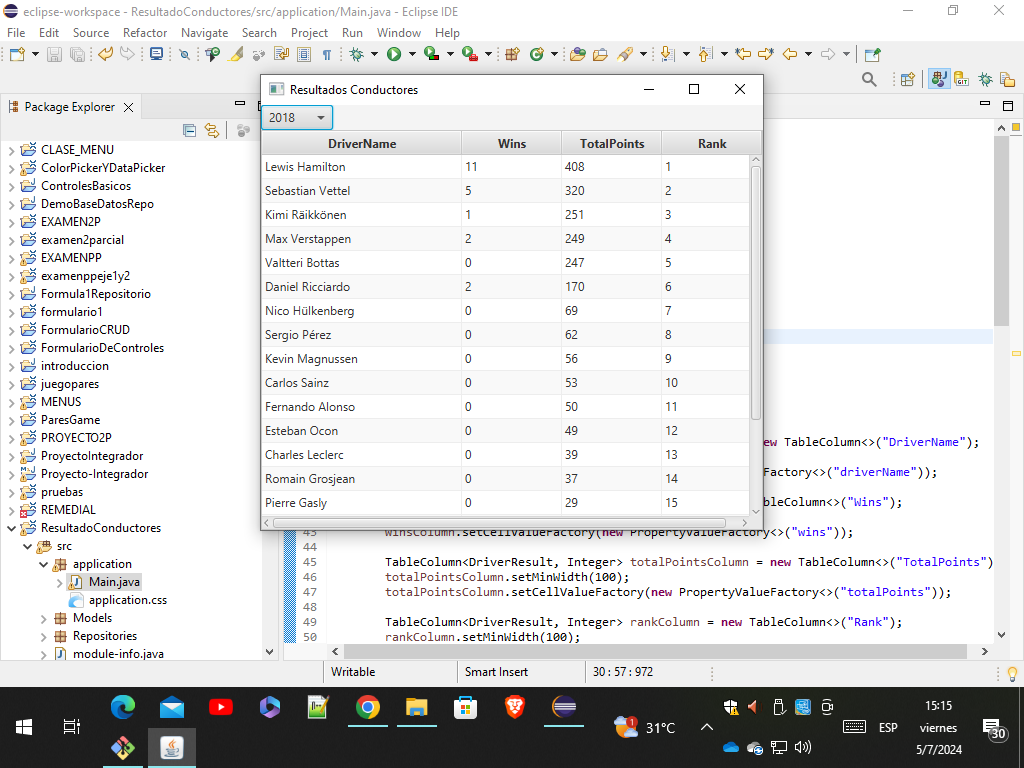 eclipse-workspace - ResultadoConductores/src/application/Main.java - Eclipse IDE
File Edit Source Refactor Navigate Search Project Run Window Help
Package Explorer
CLASE_MENU
ColorPickerYDataPicker
ControlesBasicos
DemoBaseDatosRepo
EXAMEN2P
examen2parcial
EXAMENPP
examenppeje1y2
Formula1Repositorio
formulario1
FormularioCRUD
FormularioDeControles
introduccion
juegopares
MENUS
ParesGame
PROYECTO2P
ProyectoIntegrador
Proyecto-Integrador
pruebas
REMEDIAL
ResultadoConductores
src
application
Main.java
application.css
Models
Repositories
module-info.java
Resultados Conductores
2018
DriverName Wins TotalPoints Rank
Lewis Hamilton 11 408 1
Sebastian Vettel 5 320 2
Kimi Räikkönen 1 251 3
Max Verstappen 2 249 4
Valtteri Bottas 0 247 5
Daniel Ricciardo 2 170 6
Nico Hülkenberg 0 69 7
Sergio Pérez 0 62 8
Kevin Magnussen 0 56 9
Carlos Sainz 0 53 10
Fernando Alonso 0 50 11
Esteban Ocon 0 49 12
Charles Leclerc 0 39 13
Romain Grosjean 0 37 14
Pierre Gasly 0 29 15
ew TableColumn<>("DriverName");
Factory<>("driverName"));
bleColumn<>("Wins");
43 winsColumn.setCellValueFactory(new PropertyValueFactory<>("wins"));
44
45 TableColumn<DriverResult, Integer> totalPointsColumn = new TableColumn<>("TotalPoints")
46 totalPointsColumn.setMinWidth(100);
47 totalPointsColumn.setCellValueFactory(new PropertyValueFactory<>("totalPoints"));
48
49 TableColumn<DriverResult, Integer> rankColumn = new TableColumn<>("Rank");
50 rankColumn.setMinWidth(100);
Writable Smart Insert 30 : 57 : 972
1
31°C
ESP
15:15
viernes
5/7/2024
30